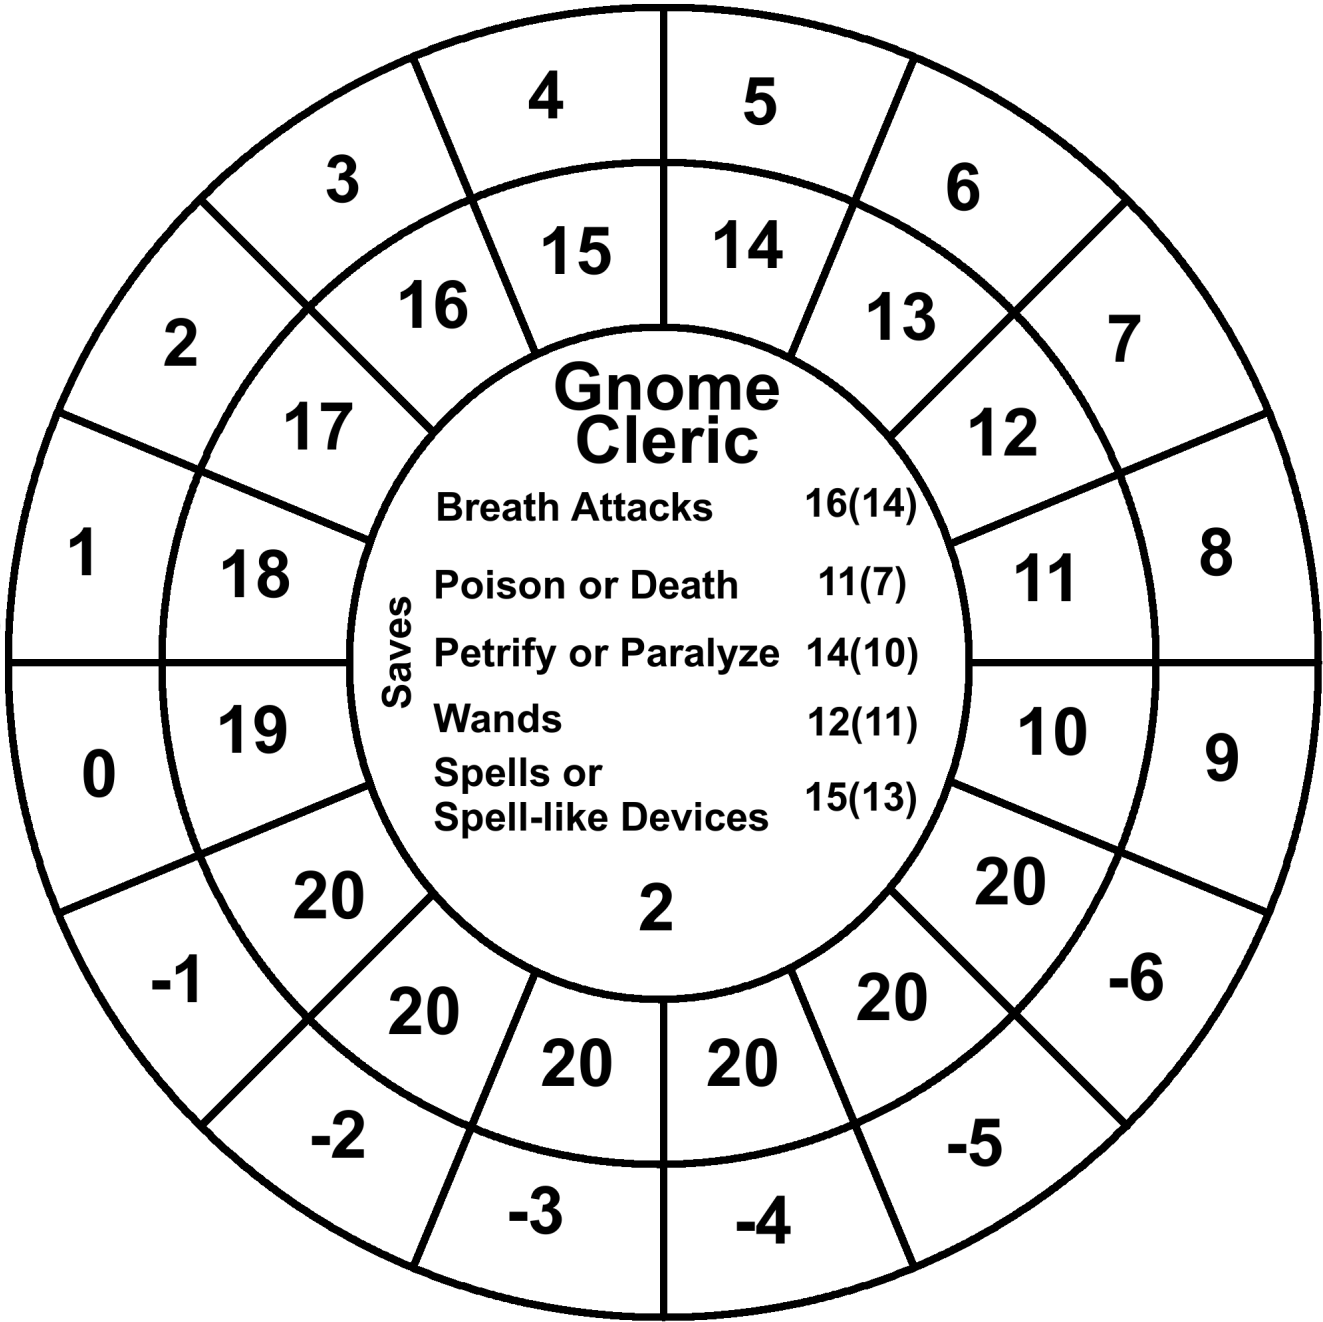 4 5
3 6
2 7
1 8
0 9
-1 -6
-2 -5
-3 -4
15 14
16 13
17 12
18 11
19 10
20 20
20 20
20 20
Gnome
Cleric
Saves
Breath Attacks 16(14)
Poison or Death 11(7)
Petrify or Paralyze 14(10)
Wands 12(11)
Spells or
Spell-like Devices 15(13)
2